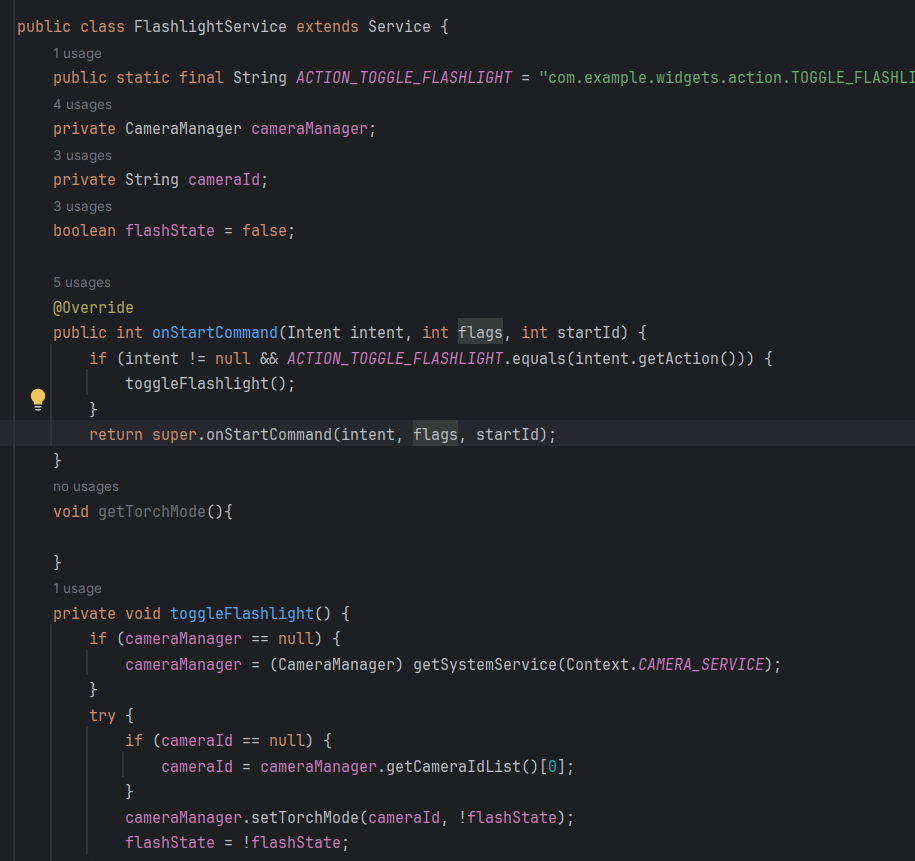 public class FlashlightService extends Service {
1 usage
public static final String ACTION_TOGGLE_FLASHLIGHT = "com.example.widgets.action.TOGGLE_FLASHLI
4 usages
private CameraManager cameraManager;
3 usages
private String cameraId;
3 usages
boolean flashState = false;
5 usages
@Override
public int onStartCommand(Intent intent, int flags, int startId) {
if (intent != null && ACTION_TOGGLE_FLASHLIGHT.equals(intent.getAction())) {
toggleFlashlight();
}
return super.onStartCommand(intent, flags, startId);
}
no usages
void getTorchMode(){
}
1 usage
private void toggleFlashlight() {
if (cameraManager == null) {
cameraManager = (CameraManager) getSystemService(Context.CAMERA_SERVICE);
}
try {
if (cameraId == null) {
cameraId = cameraManager.getCameraIdList()[0];
}
cameraManager.setTorchMode(cameraId, !flashState);
flashState = !flashState;